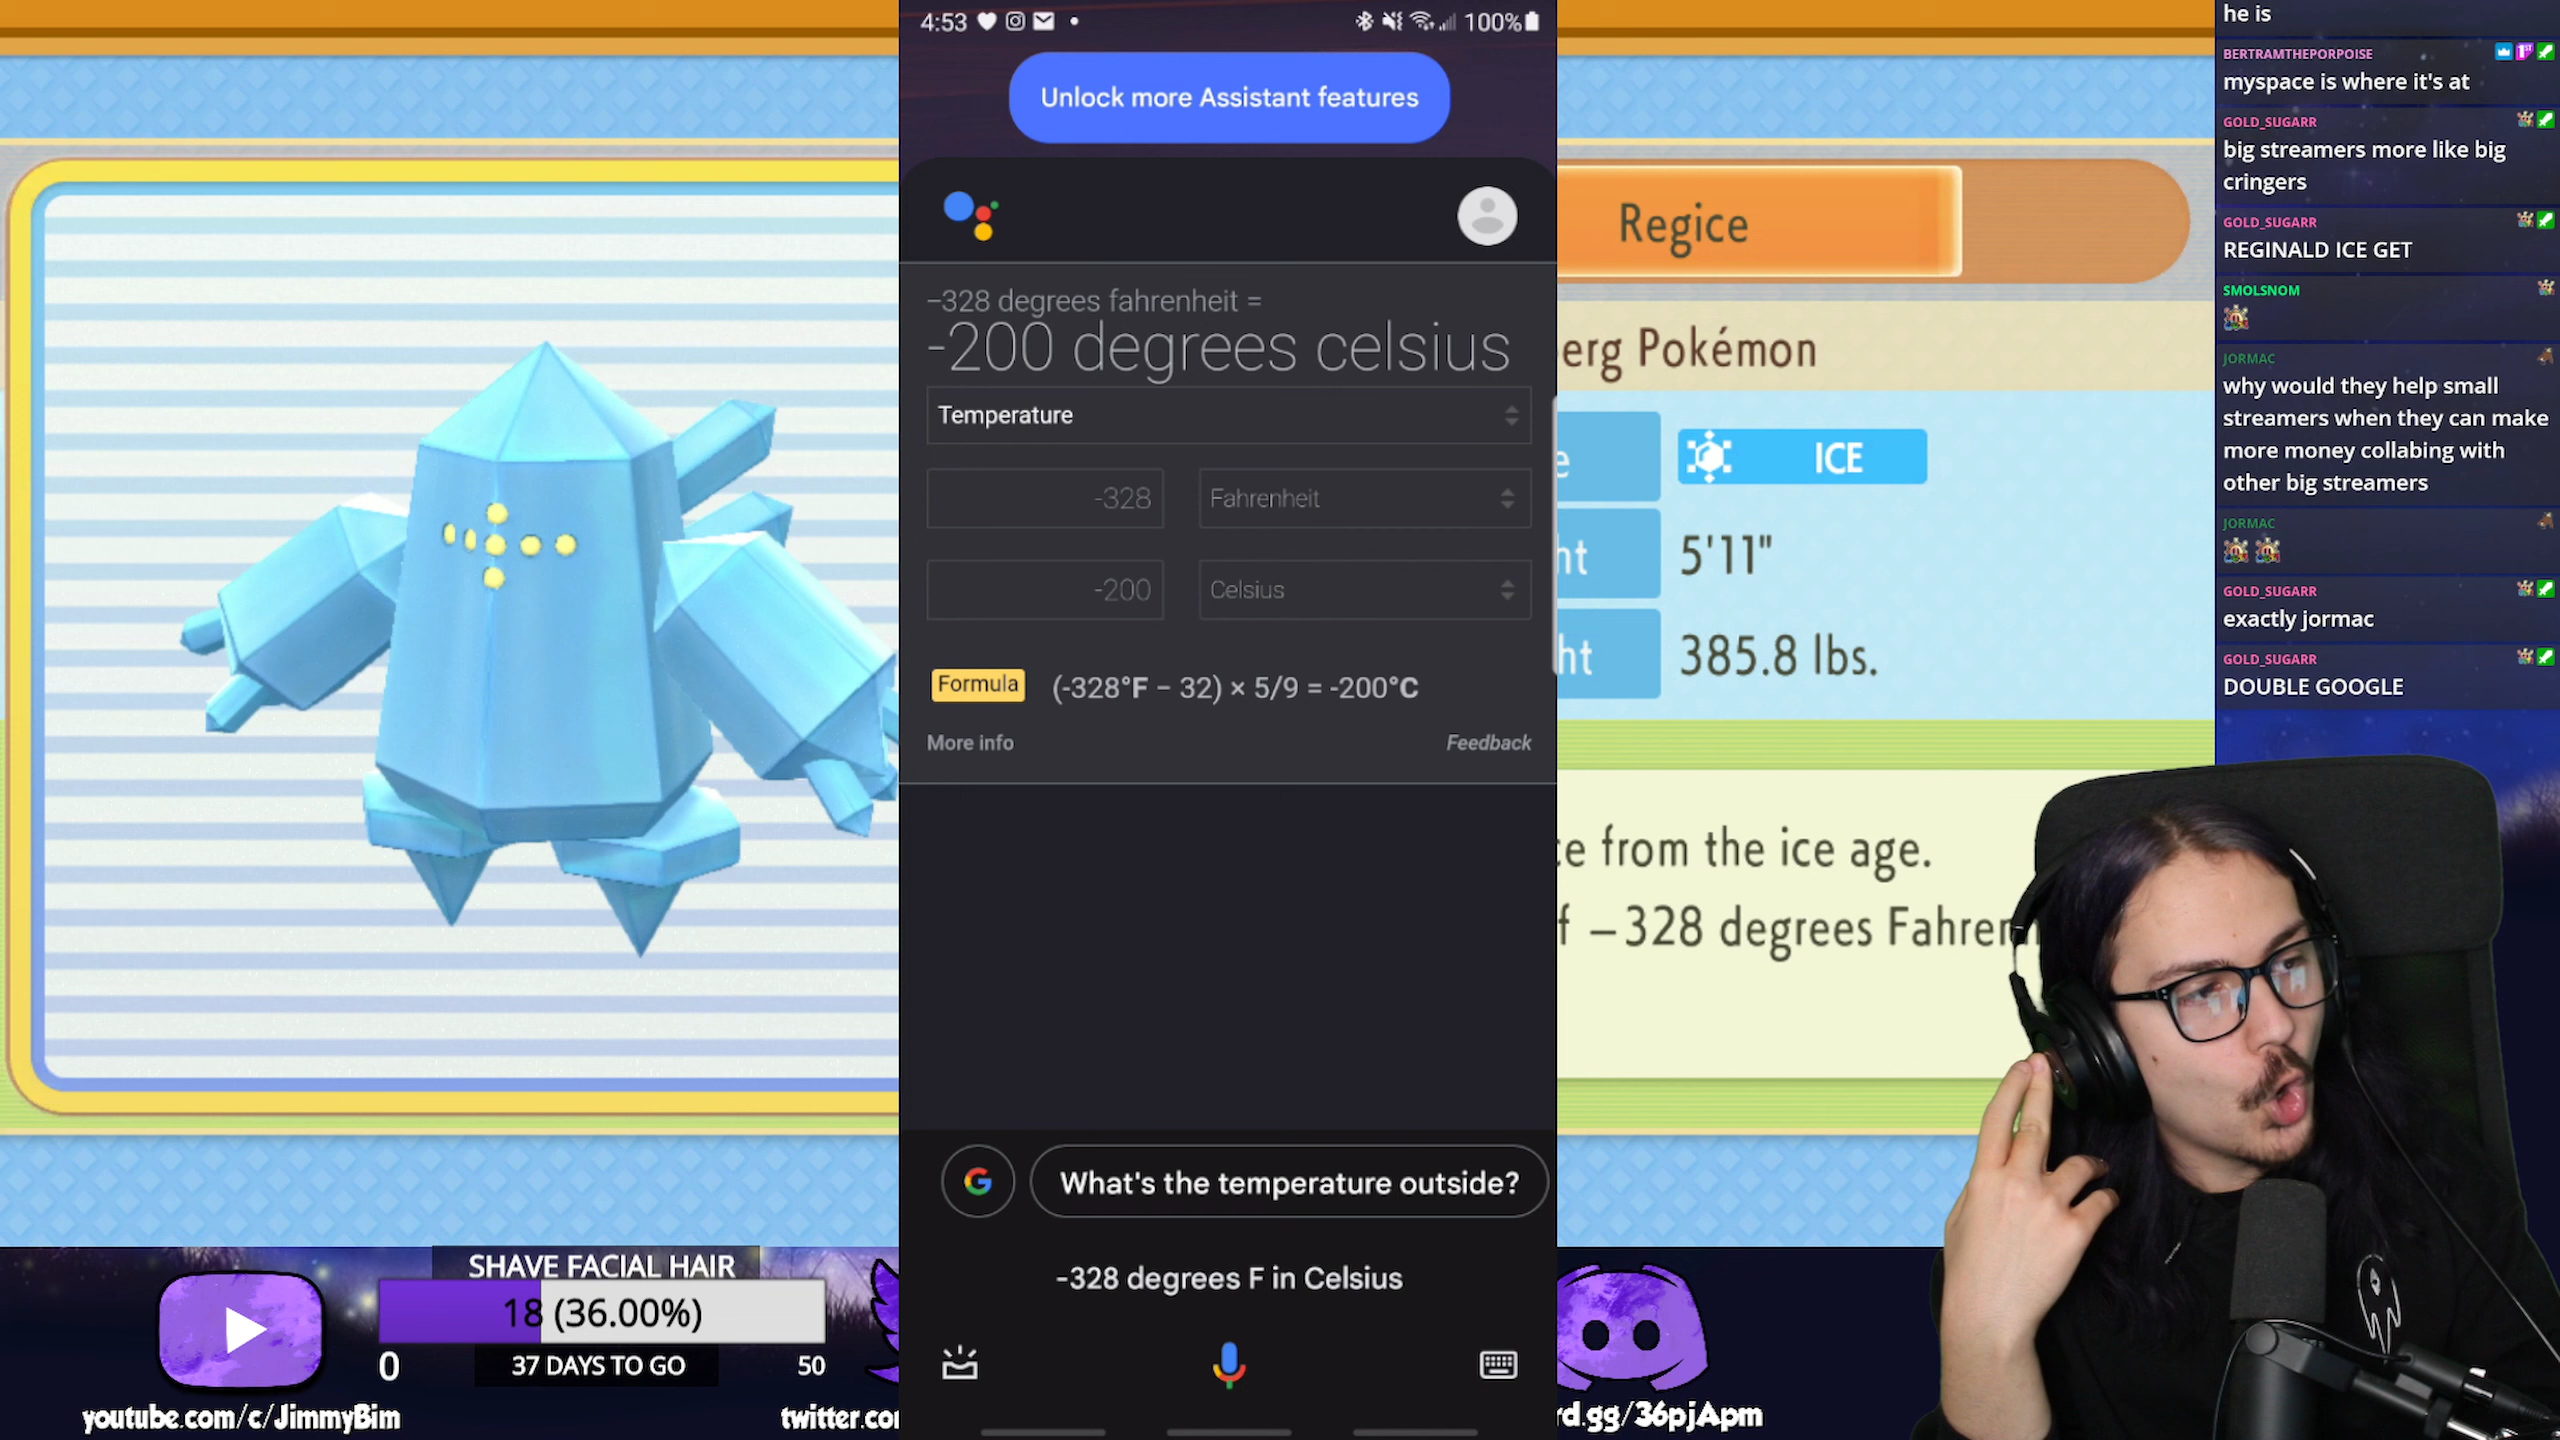 4:53
100%
Unlock more Assistant features
−328 degrees fahrenheit =
-200 degrees celsius
Temperature
-328
Fahrenheit
-200
Celsius
Formula
(-328°F − 32) × 5/9 = -200°C
More info
Feedback
What's the temperature outside?
-328 degrees F in Celsius
Regice
erg Pokémon
ICE
ht
5'11"
ht
385.8 lbs.
e from the ice age.
f −328 degrees Fahren
he is
BERTRAMTHEPORPOISE
myspace is where it's at
GOLD_SUGARR
big streamers more like big
cringers
GOLD_SUGARR
REGINALD ICE GET
SMOLSNOM
JORMAC
why would they help small
streamers when they can make
more money collabing with
other big streamers
JORMAC
GOLD_SUGARR
exactly jormac
GOLD_SUGARR
DOUBLE GOOGLE
SHAVE FACIAL HAIR
18 (36.00%)
0
37 DAYS TO GO
50
youtube.com/c/JimmyBim
twitter.co
rd.gg/36pjApm